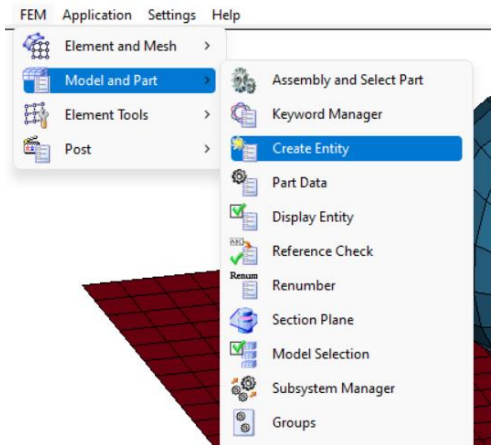 FEM Application Settings Help
Element and Mesh
Model and Part
Element Tools
Post
Assembly and Select Part
Keyword Manager
Create Entity
Part Data
Display Entity
Reference Check
Renum
Renumber
Section Plane
Model Selection
Subsystem Manager
Groups